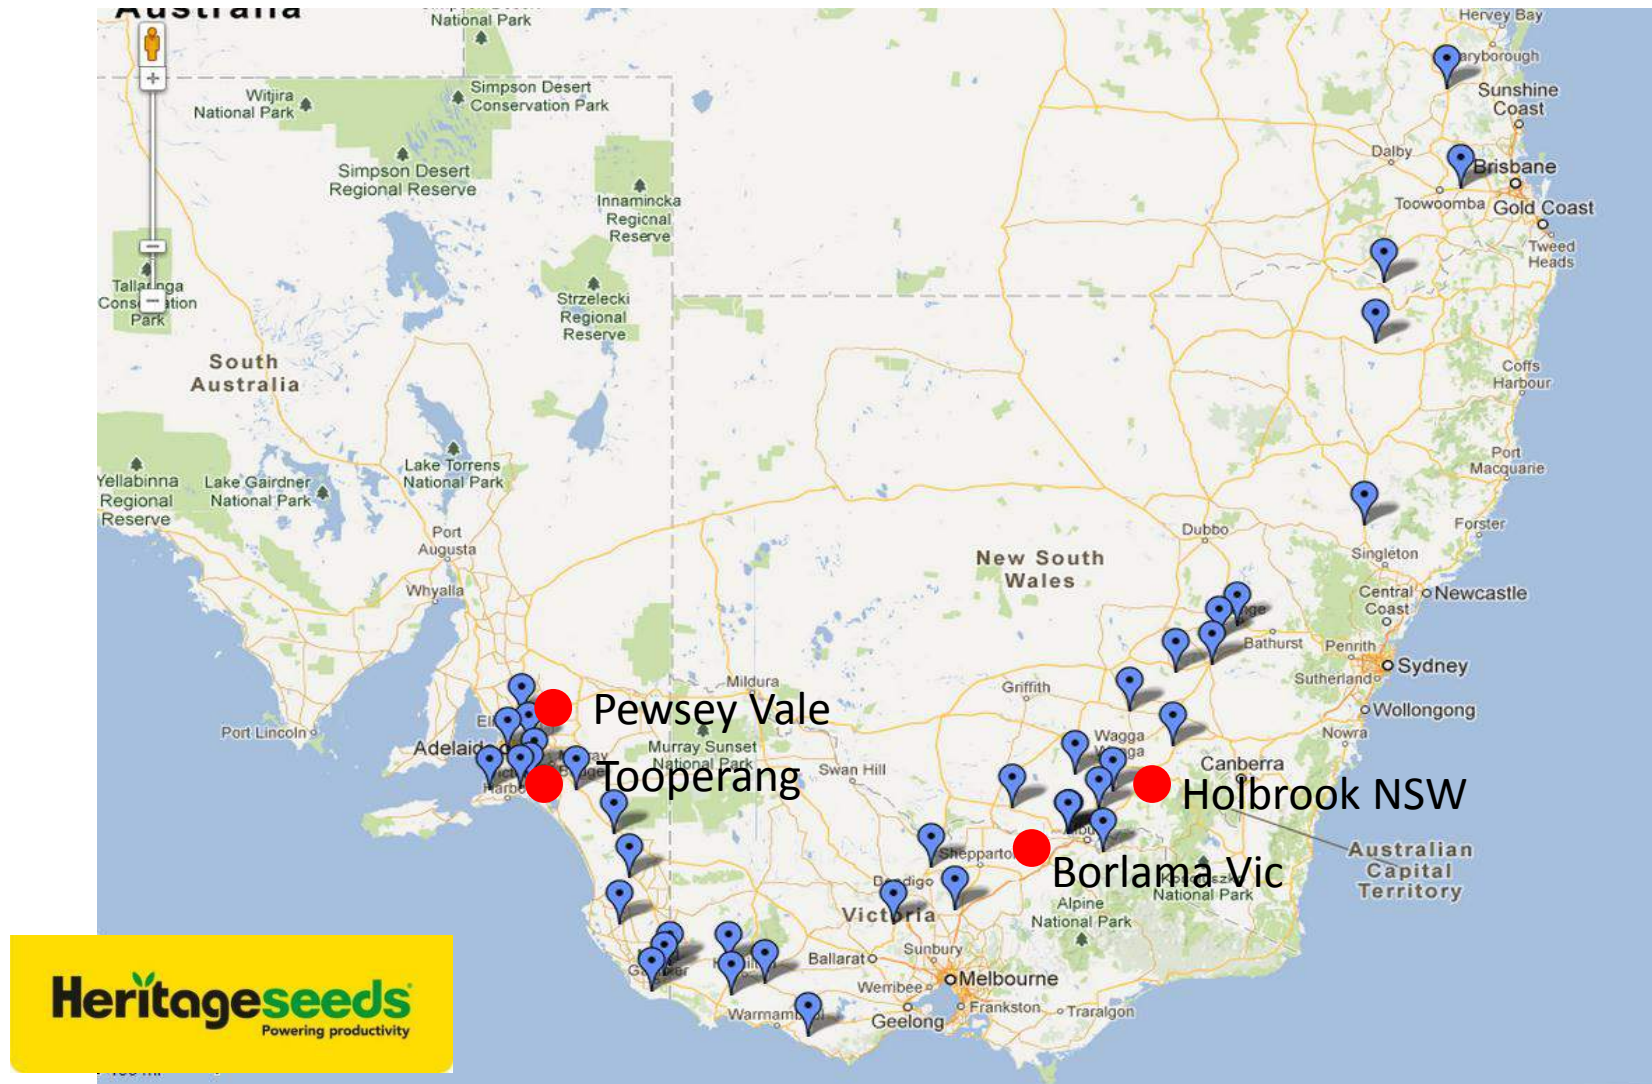 Australia
National Park
Hervey Bay
aryborough
Witjira
National Park
Simpson Desert
Conservation Park
Sunshine
Coast
Simpson Desert
Regional Reserve
Dalby
Brisbane
Innamincka
Regional
Reserve
Toowoomba
Gold Coast
Tweed
Heads
Park
Strzelecki
Regional
Reserve
South
Australia
Coffs
Harbour
Yellabinna
Regional
Reserve
Lake Gairdner
National Park
Lake Torrens
National Park
Port
Macquarie
Port
Augusta
Dubbo
Forster
New South
Wales
Singleton
Whyalla
Central
Coast
Newcastle
Bathurst
Penrith
Sydney
Sutherland
Mildura
Griffith
Pewsey Vale
Wollongong
Port Lincoln
Nowra
Adelaide
Murray Sunset
National Park
Wagga
Swan Hill
Canberra
Tooperang
Holbrook NSW
Shepparton
Borlama Vic
Australian
Capital
Territory
National Park
Alpine
National Park
Victoria
Sunbury
Ballarat
Melbourne
Werribee
Frankston
Traralgon
Geelong
Heritageseeds
Powering productivity